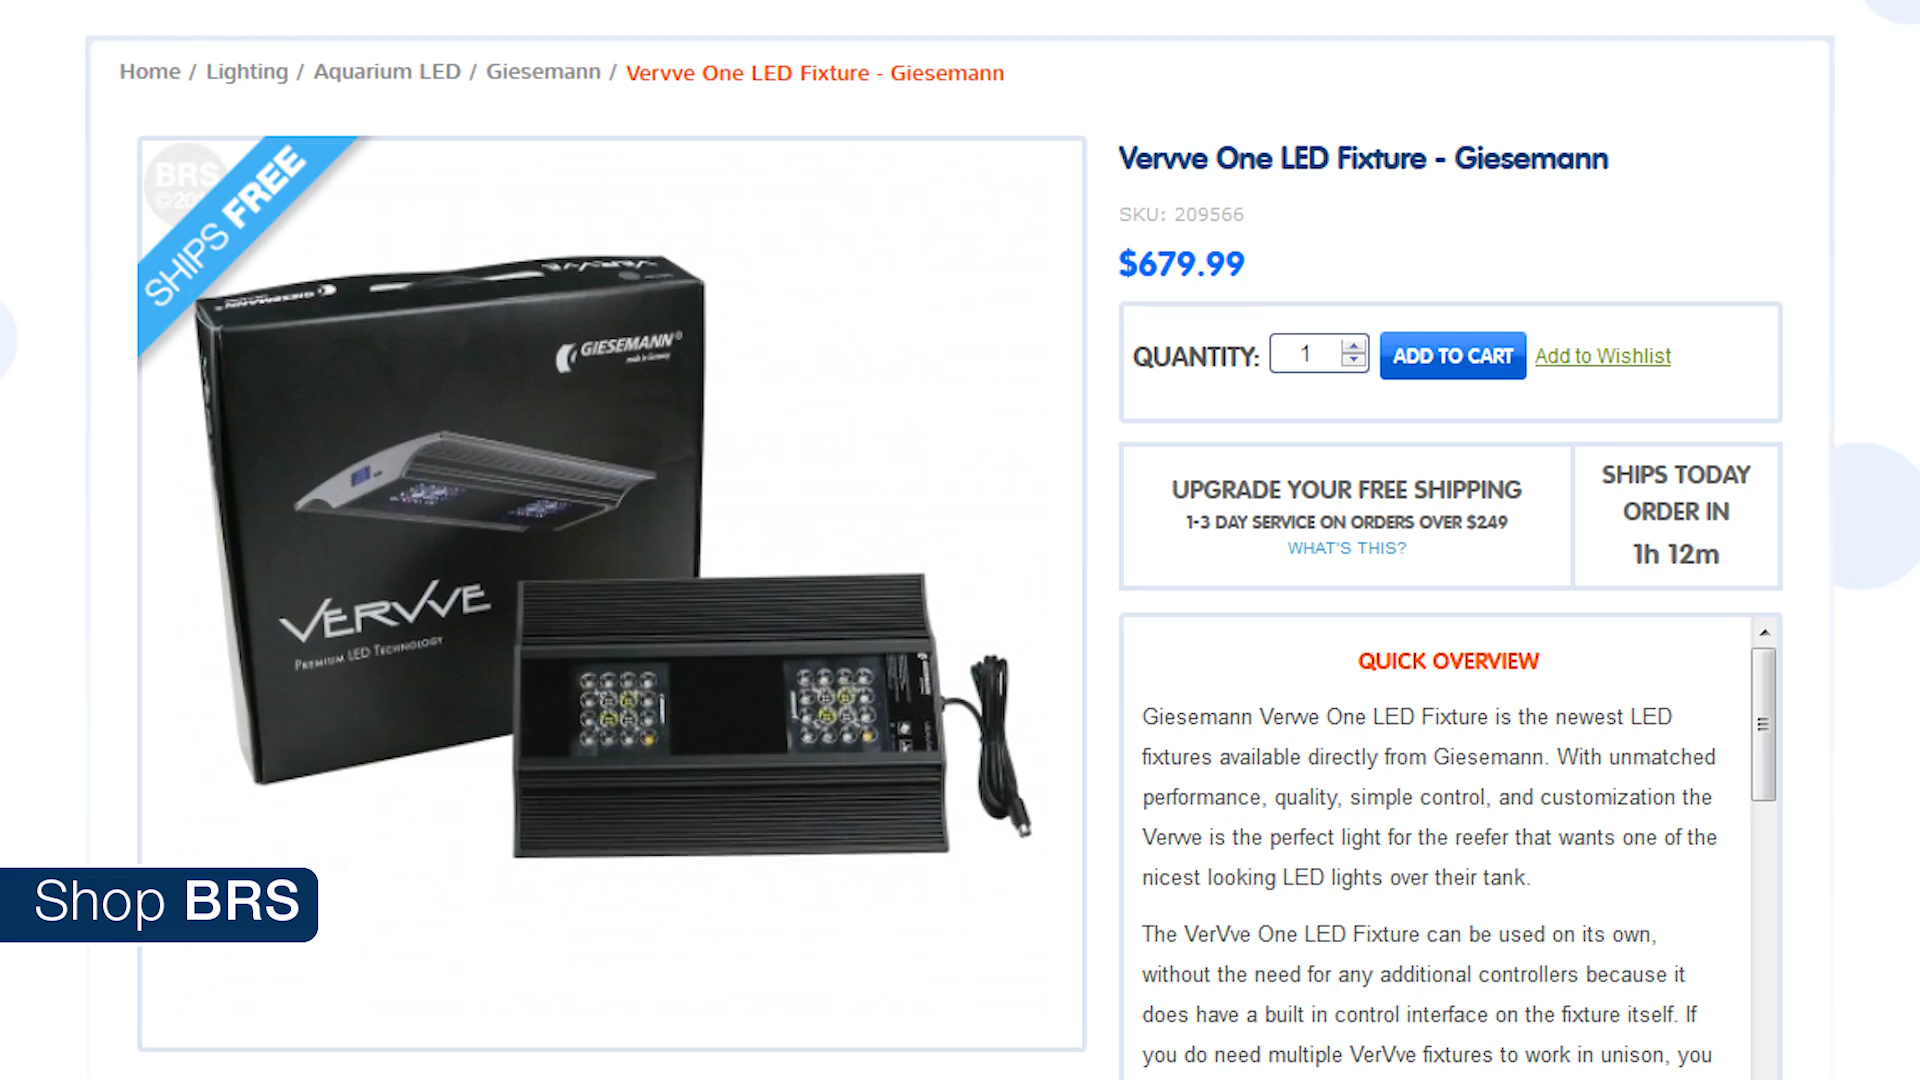 Home / Lighting / Aquarium LED / Giesemann / Vervve One LED Fixture - Giesemann
BRS
SHIPS FREE
GIESEMANN
made in Germany
VERVVE
PREMIUM LED TECHNOLOGY
Vervve One LED Fixture - Giesemann
SKU: 209566
$679.99
QUANTITY: 1 ADD TO CART Add to Wishlist
UPGRADE YOUR FREE SHIPPING
1-3 DAY SERVICE ON ORDERS OVER $249
WHAT'S THIS?
SHIPS TODAY
ORDER IN
1h 12m
QUICK OVERVIEW
Giesemann Vervve One LED Fixture is the newest LED
fixtures available directly from Giesemann. With unmatched
performance, quality, simple control, and customization the
Vervve is the perfect light for the reefer that wants one of the
nicest looking LED lights over their tank.
The VerVve One LED Fixture can be used on its own,
without the need for any additional controllers because it
does have a built in control interface on the fixture itself. If
you do need multiple VerVve fixtures to work in unison, you
Shop BRS